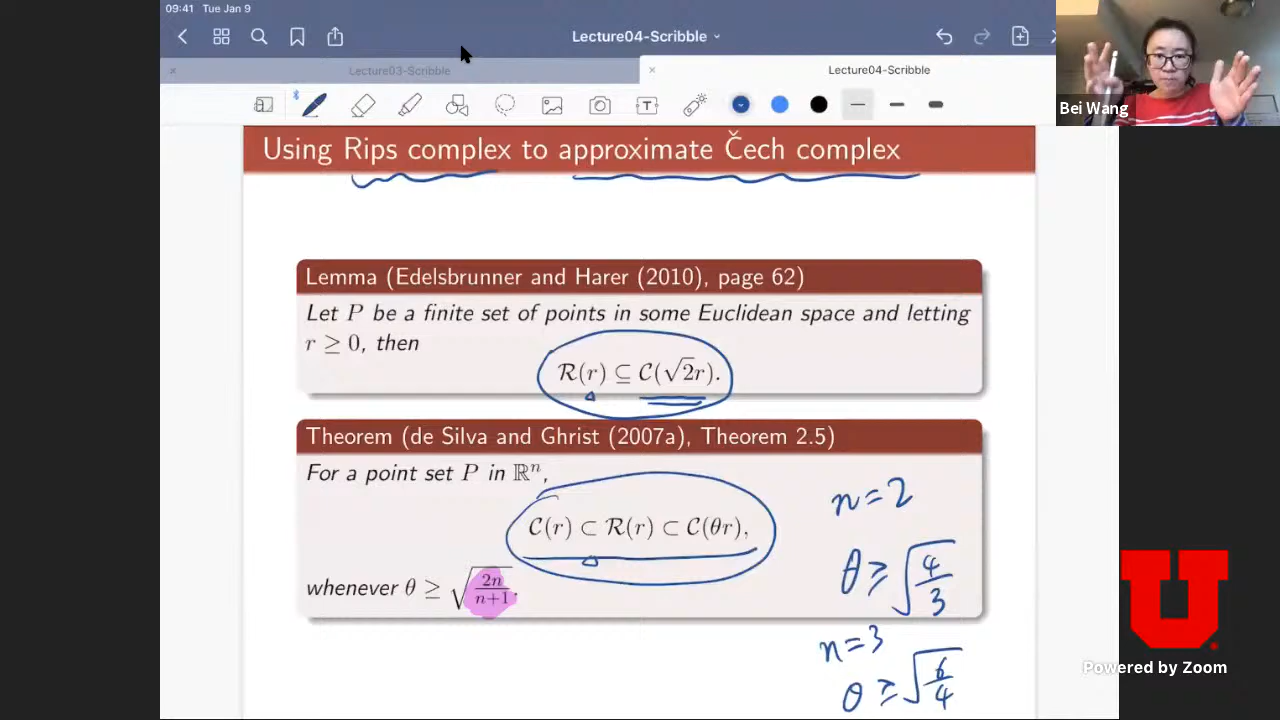 09:41 Tue Jan 9
Lecture04-Scribble
Lecture03-Scribble
Lecture04-Scribble
Bei Wang
Using Rips complex to approximate Čech complex
Lemma (Edelsbrunner and Harer (2010), page 62)
Let P be a finite set of points in some Euclidean space and letting
r ≥ 0, then
R(r) ⊆ C(√2r).
Theorem (de Silva and Ghrist (2007a), Theorem 2.5)
For a point set P in ℝⁿ,
C(r) ⊂ R(r) ⊂ C(θr),
whenever θ ≥ √(2n/(n+1)).
n=2
θ ≥ √(4/3)
n=3
θ ≥ √(6/4)
U
Powered by Zoom